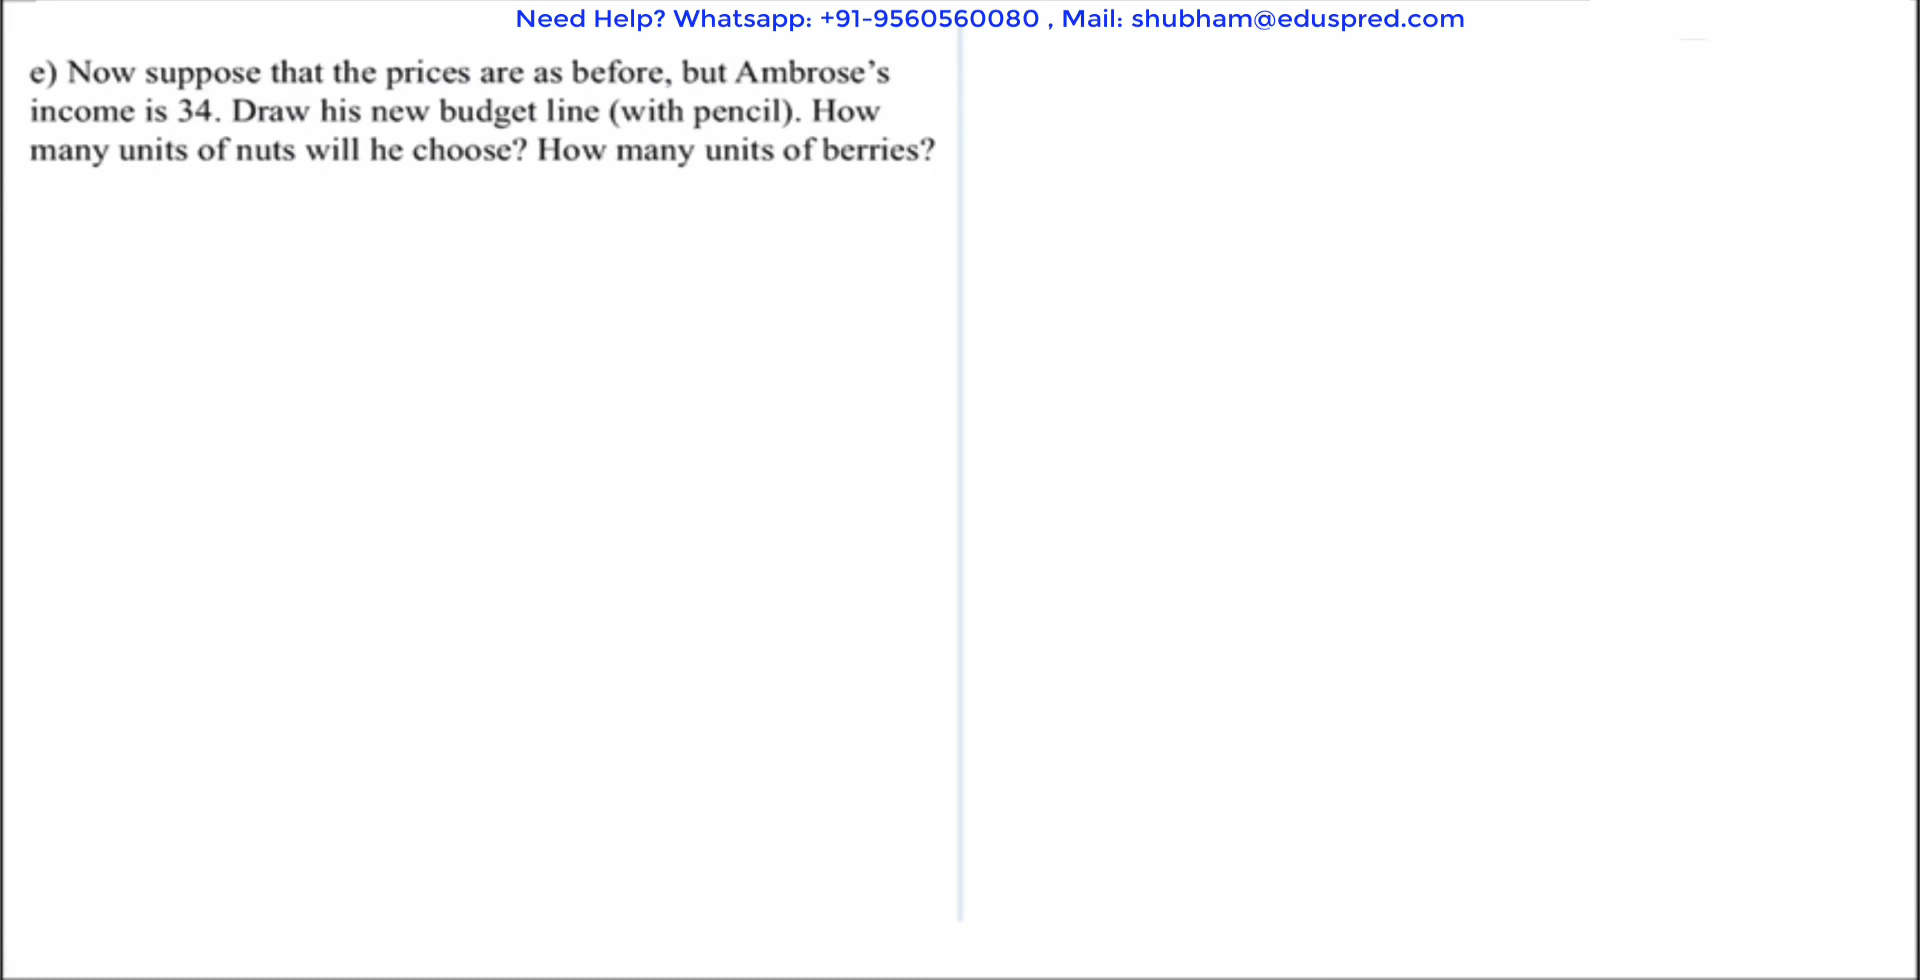 Need Help? Whatsapp: +91-9560560080 , Mail: shubham@eduspred.com
e) Now suppose that the prices are as before, but Ambrose’s
income is 34. Draw his new budget line (with pencil). How
many units of nuts will he choose? How many units of berries?